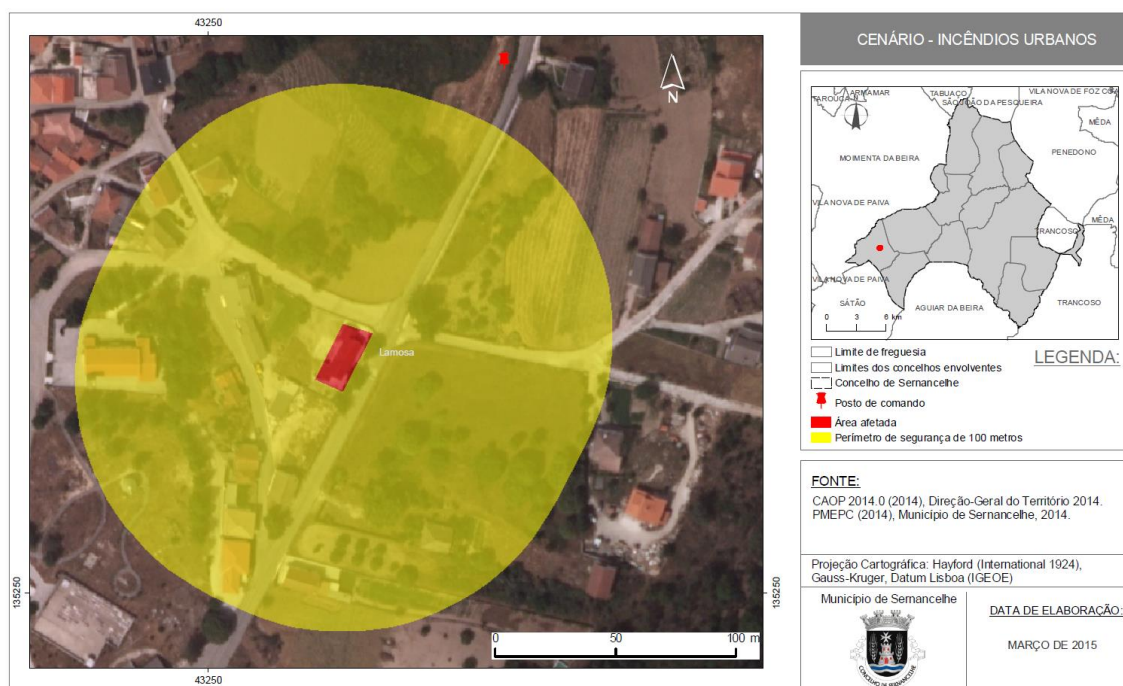 43250
CENÁRIO - INCÊNDIOS URBANOS
N
Lamosa
135250
135250
0 50 100 m
43250
ARMAMAR
TAROUCA
N
TABUAÇO
SÃO JOÃO DA PESQUEIRA
VILA NOVA DE FOZ CÔA
MÊDA
PENEDONO
MOIMENTA DA BEIRA
VILA NOVA DE PAIVA
TRANCOSO
MÊDA
VILA NOVA DE PAIVA
SÁTÃO
AGUIAR DA BEIRA
TRANCOSO
0 3 6 km
LEGENDA:
Limite de freguesia
Limites dos concelhos envolventes
Concelho de Sernancelhe
Posto de comando
Área afetada
Perímetro de segurança de 100 metros
FONTE:
CAOP 2014.0 (2014), Direção-Geral do Território 2014.
PMEPC (2014), Município de Sernancelhe, 2014.
Projeção Cartográfica: Hayford (International 1924),
Gauss-Kruger, Datum Lisboa (IGEOE)
Município de Sernancelhe
CONCELHO DE SERNANCELHE
DATA DE ELABORAÇÃO:
MARÇO DE 2015